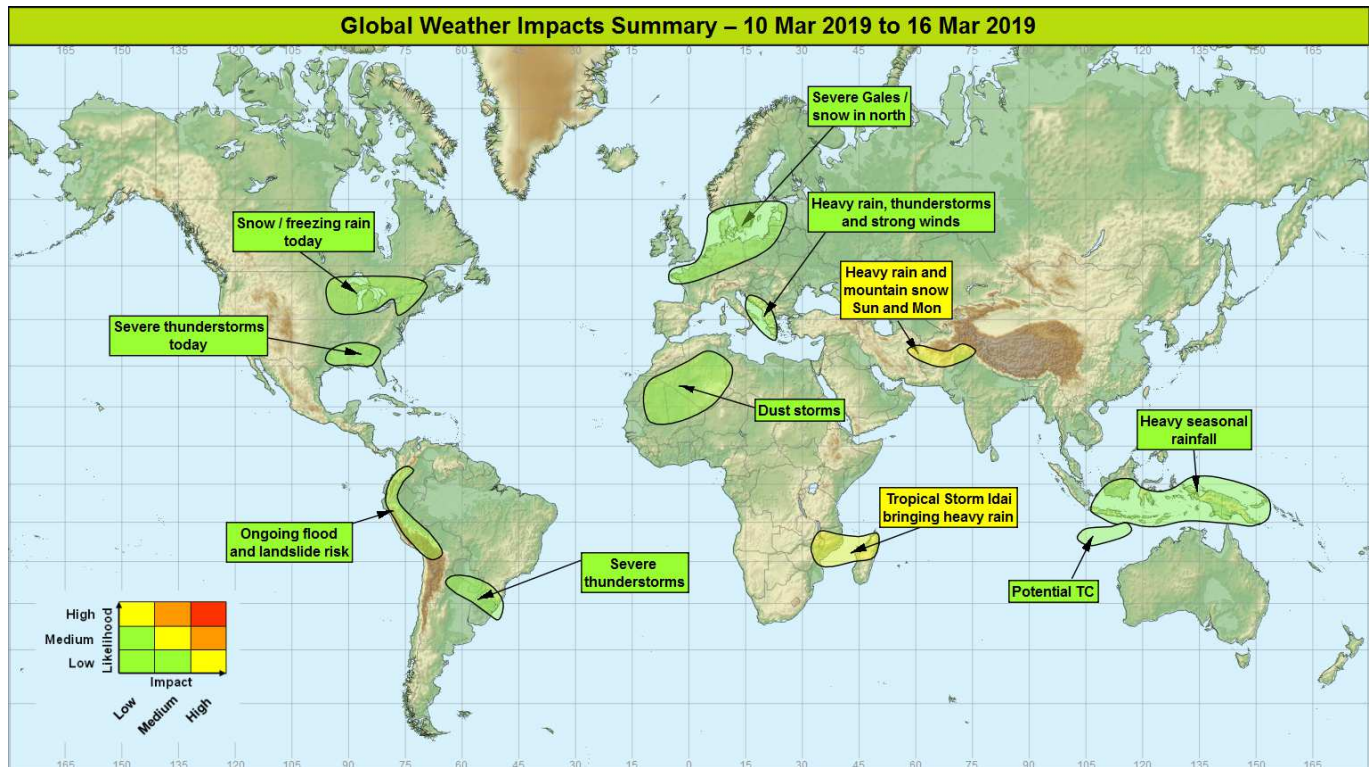 Global Weather Impacts Summary – 10 Mar 2019 to 16 Mar 2019
165 135 120 105 90 75 60 45 30 15 0 15 30 45 60 75 90 105 120 135 165
Severe Gales /
snow in north
Heavy rain, thunderstorms
and strong winds
Snow / freezing rain
today
Heavy rain and
mountain snow
Sun and Mon
Severe thunderstorms
today
Dust storms
Heavy seasonal
rainfall
Tropical Storm Idai
bringing heavy rain
Ongoing flood
and landslide risk
Severe
thunderstorms
Potential TC
High
Medium
Low
Likelihood
Impact
Low
Medium
High
165 135 120 105 90 75 60 45 30 15 0 15 30 45 60 75 90 105 120 135 165